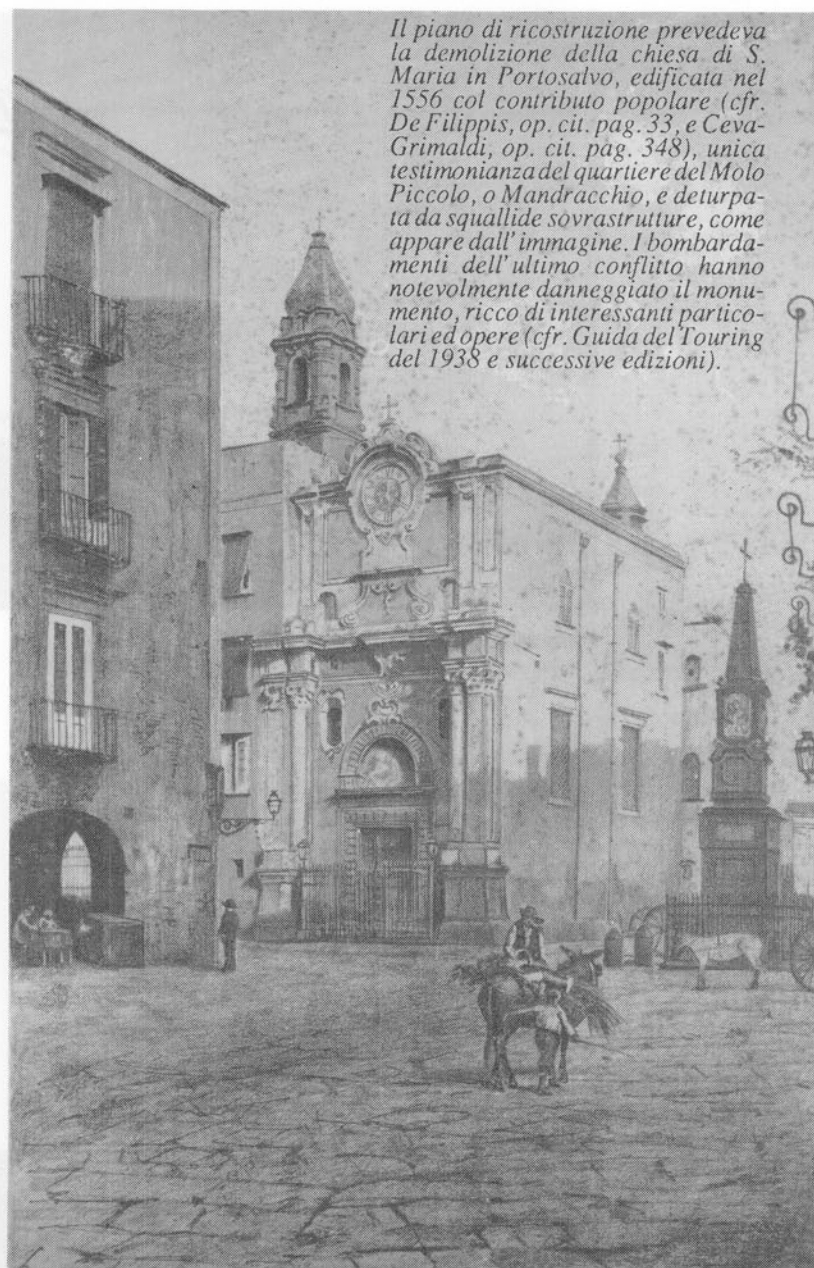 Il piano di ricostruzione prevedeva
la demolizione della chiesa di S.
Maria in Portosalvo, edificata nel
1556 col contributo popolare (cfr.
De Filippis, op. cit. pag. 33, e Ceva-
Grimaldi, op. cit. pag. 348), unica
testimonianza del quartiere del Molo
Piccolo, o Mandracchio, e deturpa-
ta da squallide sovrastrutture, come
appare dall'immagine. I bombarda-
menti dell'ultimo conflitto hanno
notevolmente danneggiato il monu-
mento, ricco di interessanti partico-
lari ed opere (cfr. Guida del Touring
del 1938 e successive edizioni).